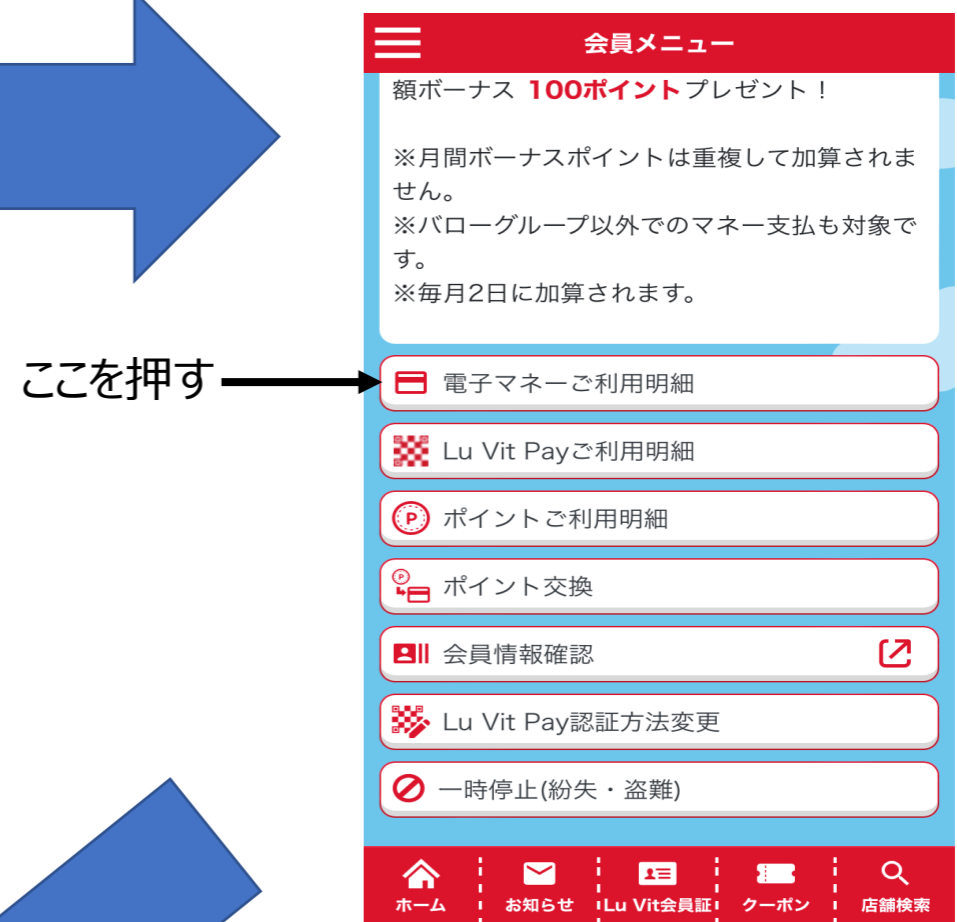 会員メニュー
額ボーナス 100ポイントプレゼント！
※月間ボーナスポイントは重複して加算されま
せん。
※バローグループ以外でのマネー支払も対象で
す。
※毎月2日に加算されます。
ここを押す
電子マネーご利用明細
Lu Vit Payご利用明細
ポイントご利用明細
ポイント交換
会員情報確認
Lu Vit Pay認証方法変更
一時停止(紛失・盗難)
ホーム
お知らせ
Lu Vit会員証
クーポン
店舗検索